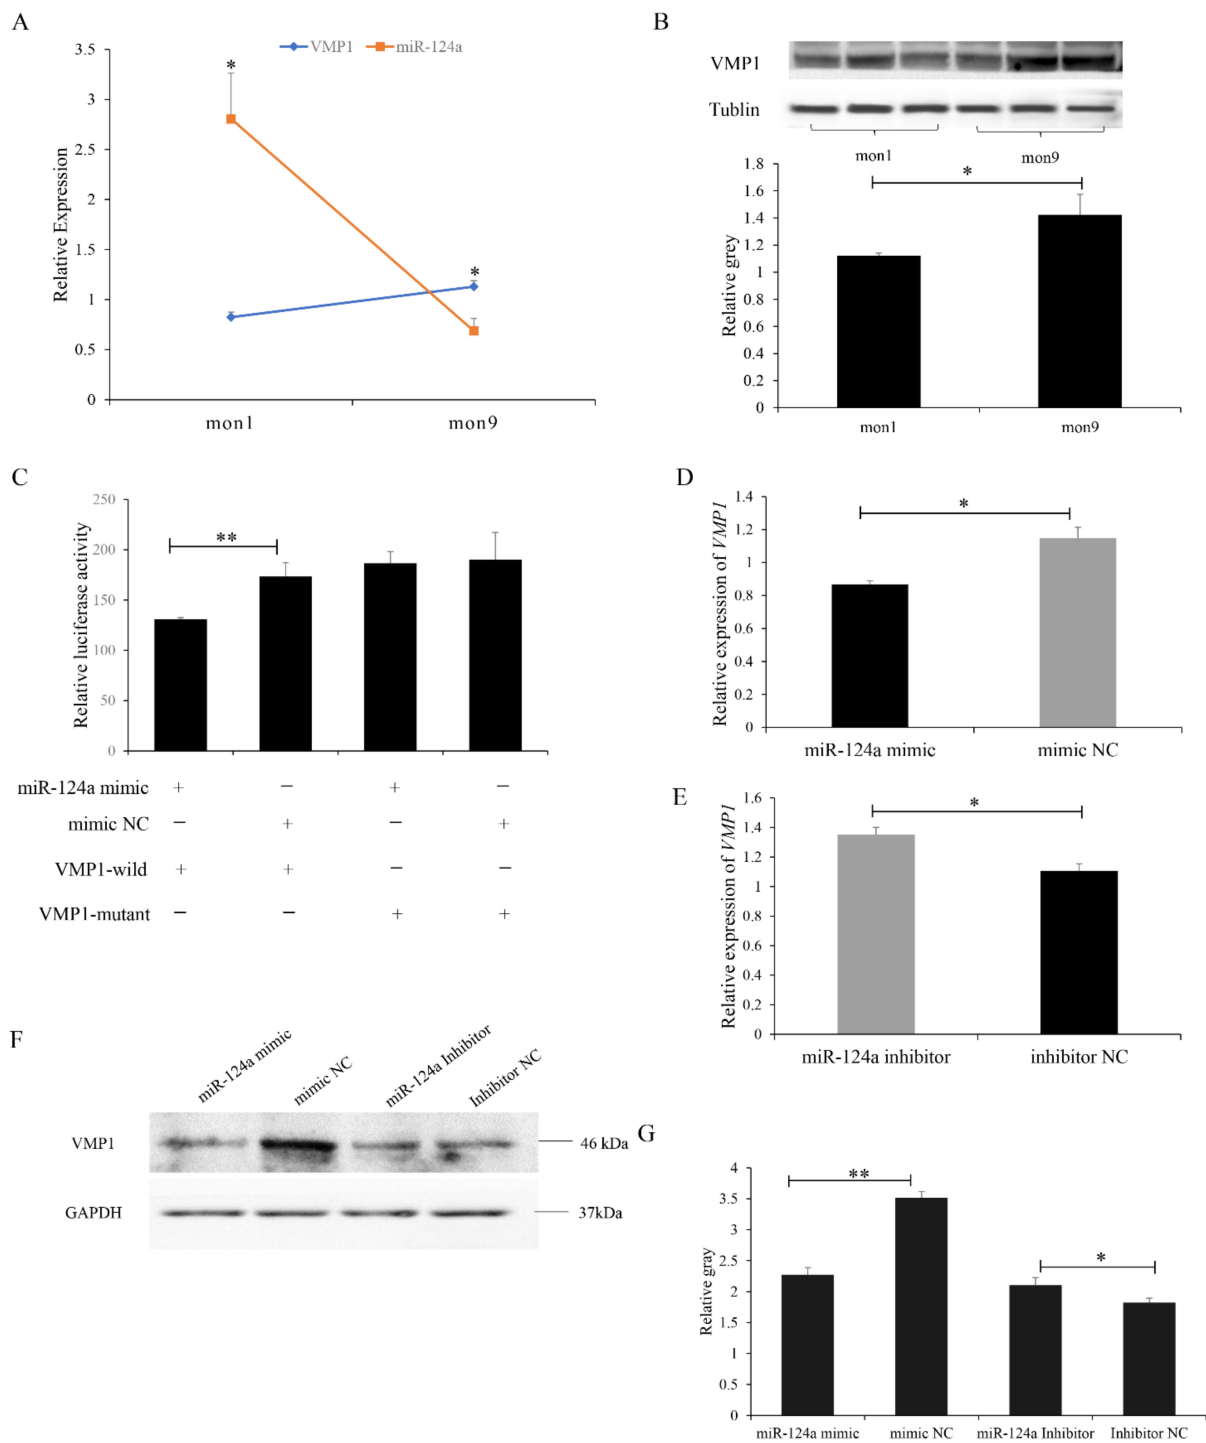 A
VMP1 miR-124a
3.5
3
2.5
2
1.5
1
0.5
0
Relative Expression
*
*
mon1 mon9
B
VMP1
Tublin
mon1 mon9
1.8
1.6
1.4
1.2
1
0.8
0.6
0.4
0.2
0
Relative grey
*
mon1 mon9
C
250
200
150
100
50
0
Relative luciferase activity
**
miR-124a mimic + − + −
mimic NC − + − +
VMP1-wild + + − −
VMP1-mutant − − + +
D
1.4
1.2
1
0.8
0.6
0.4
0.2
0
Relative expression of VMP1
*
miR-124a mimic mimic NC
E
1.6
1.4
1.2
1
0.8
0.6
0.4
0.2
0
Relative expression of VMP1
*
miR-124a inhibitor inhibitor NC
F
miR-124a mimic
mimic NC
miR-124a Inhibitor
Inhibitor NC
VMP1 46 kDa
GAPDH 37kDa
G
4
3.5
3
2.5
2
1.5
1
0.5
0
Relative gray
**
*
miR-124a mimic mimic NC miR-124a Inhibitor Inhibitor NC